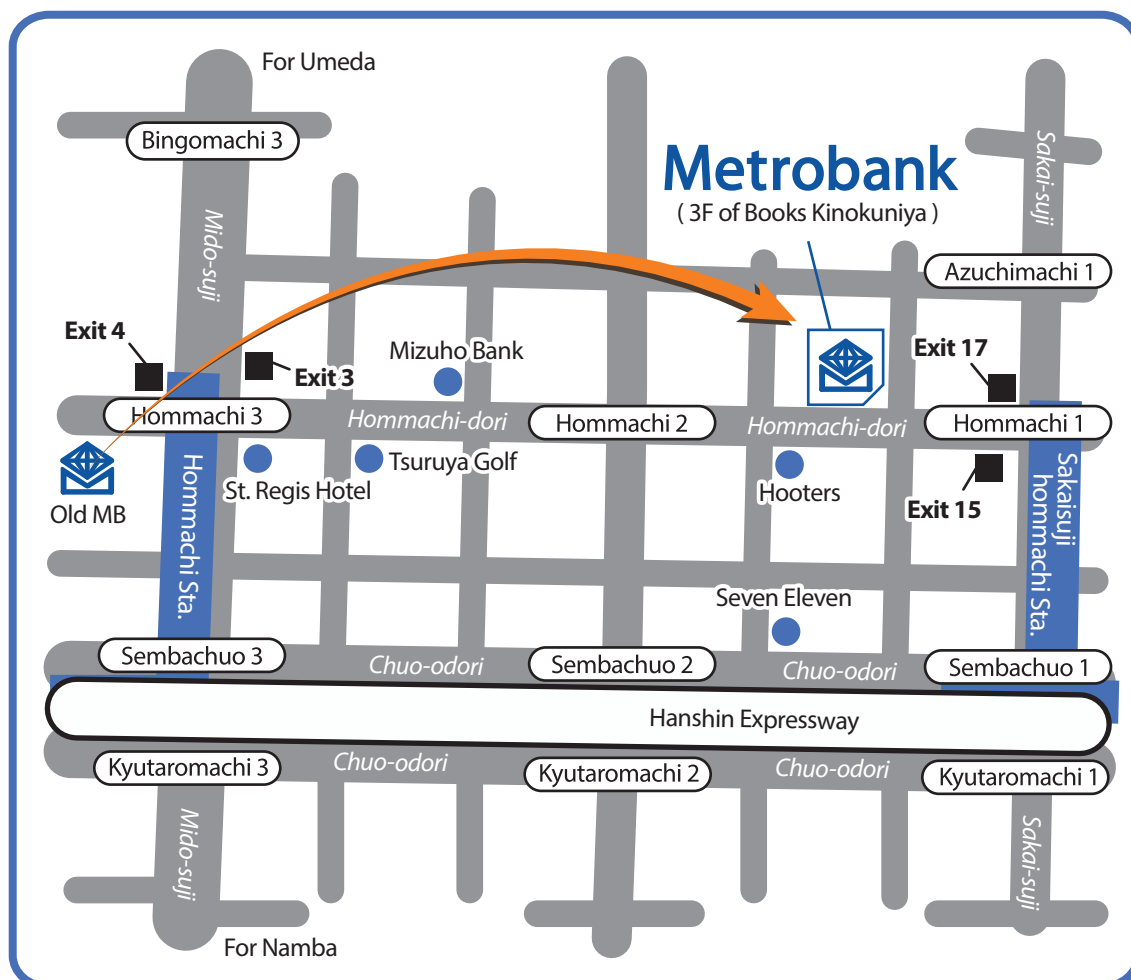 For Umeda
Bingomachi 3
Sakai-suji
Metrobank
( 3F of Books Kinokuniya )
Mido-suji
Azuchimachi 1
Exit 4
Mizuho Bank
Exit 17
Exit 3
Hommachi 3
Hommachi-dori
Hommachi 2
Hommachi-dori
Hommachi 1
Old MB
St. Regis Hotel
Tsuruya Golf
Hooters
Exit 15
Hommachi Sta.
Sakaisuji
hommachi Sta.
Seven Eleven
Sembachuo 3
Chuo-odori
Sembachuo 2
Chuo-odori
Sembachuo 1
Hanshin Expressway
Kyutaromachi 3
Chuo-odori
Kyutaromachi 2
Chuo-odori
Kyutaromachi 1
Mido-suji
Sakai-suji
For Namba